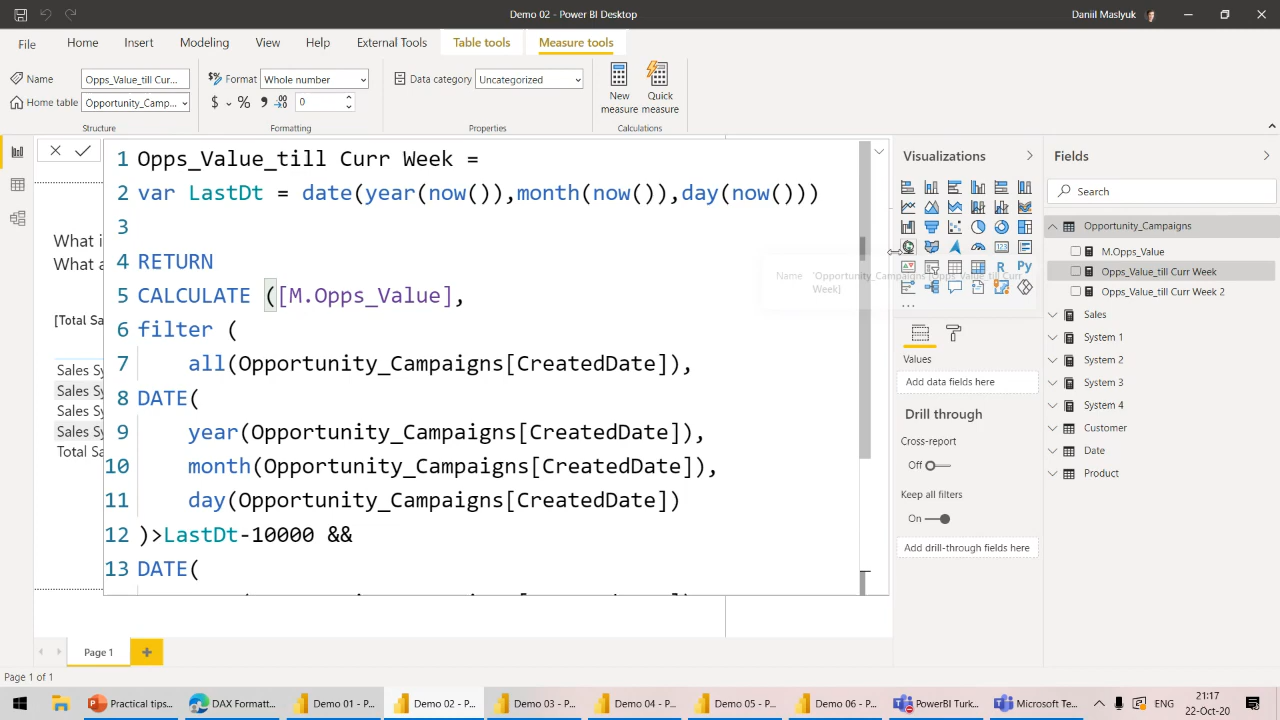 Demo 02 - Power BI Desktop
Daniil Maslyuk
File
Home
Insert
Modeling
View
Help
External Tools
Table tools
Measure tools
Name
Opps_Value_till Curr...
Format
Whole number
Data category
Uncategorized
New
measure
Quick
measure
Home table
Opportunity_Camp...
$
%
0
Structure
Formatting
Properties
Calculations
1 Opps_Value_till Curr Week =
2 var LastDt = date(year(now()),month(now()),day(now()))
3
4 RETURN
5 CALCULATE ([M.Opps_Value],
6 filter (
7 all(Opportunity_Campaigns[CreatedDate]),
8 DATE(
9 year(Opportunity_Campaigns[CreatedDate]),
10 month(Opportunity_Campaigns[CreatedDate]),
11 day(Opportunity_Campaigns[CreatedDate])
12 )>LastDt-10000 &&
13 DATE(
What i
What a
[Total Sa
Sales Sy
Sales Sy
Sales Sy
Sales Sy
Total Sa
Name
Visualizations
R
Py
...
Values
Add data fields here
Drill through
Cross-report
Off
Keep all filters
On
Add drill-through fields here
Fields
Search
Opportunity_Campaigns
M.Opps_Value
Opps_Value_till Curr Week
Opps_Value_till Curr Week 2
Sales
System 1
System 2
System 3
System 4
Customer
Date
Product
Page 1
Page 1 of 1
Practical tips...
DAX Formatt...
Demo 01 - P...
Demo 02 - P...
Demo 03 - P...
Demo 04 - P...
Demo 05 - P...
Demo 06 - P...
PowerBI Turk...
Microsoft Te...
21:17
22-Oct-20